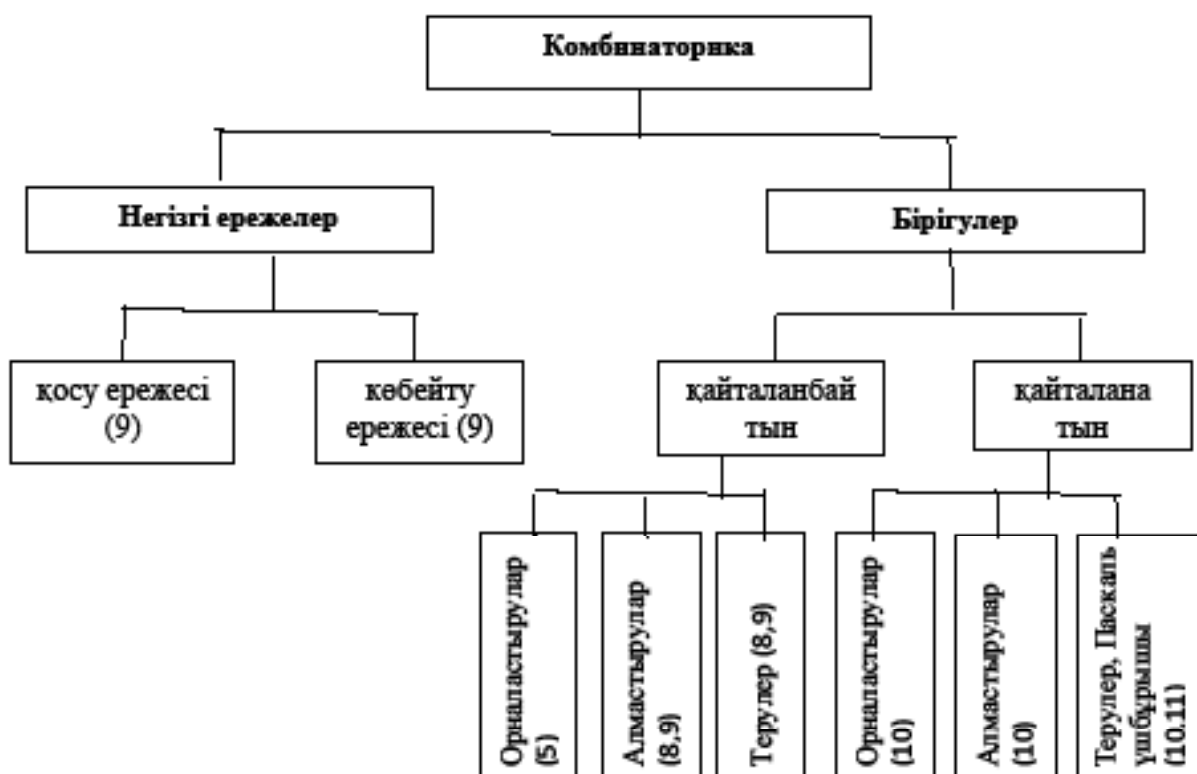 Комбинаторика
Негізгі ережелер
Бірігулер
қосу ережесі
(9)
көбейту
ережесі (9)
қайталанбай
тын
қайталана
тын
Орналастырулар
(5)
Алмастырулар
(8,9)
Терулер (8,9)
Орналастырулар
(10)
Алмастырулар
(10)
Терулер, Паскаль
үшбұрышы
(10.11)